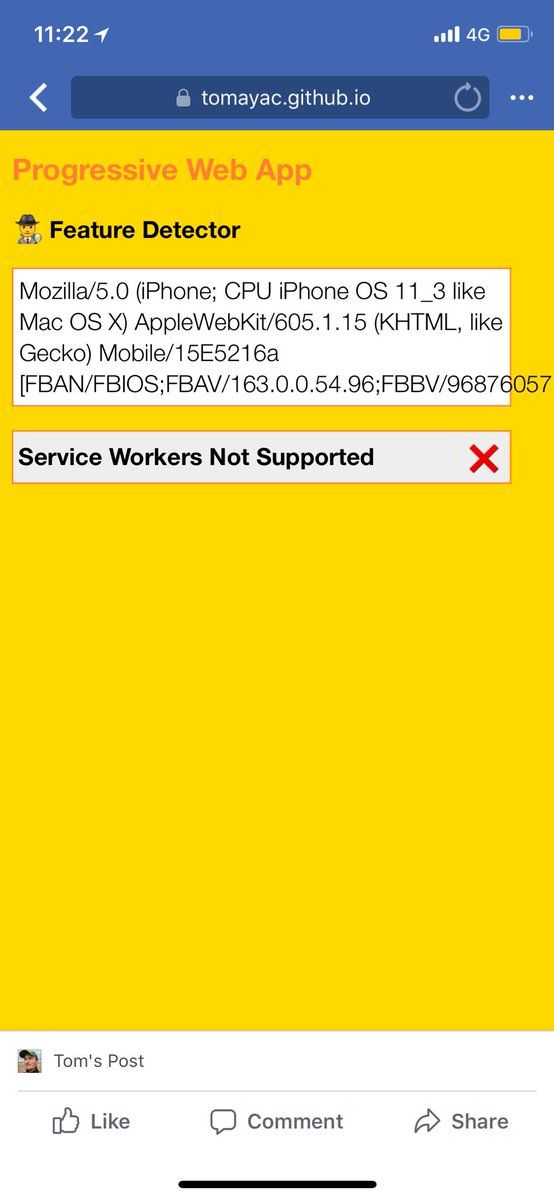 11:22
4G
tomayac.github.io
Progressive Web App
Feature Detector
Mozilla/5.0 (iPhone; CPU iPhone OS 11_3 like
Mac OS X) AppleWebKit/605.1.15 (KHTML, like
Gecko) Mobile/15E5216a
[FBAN/FBIOS;FBAV/163.0.0.54.96;FBBV/96876057
Service Workers Not Supported
Tom's Post
Like
Comment
Share